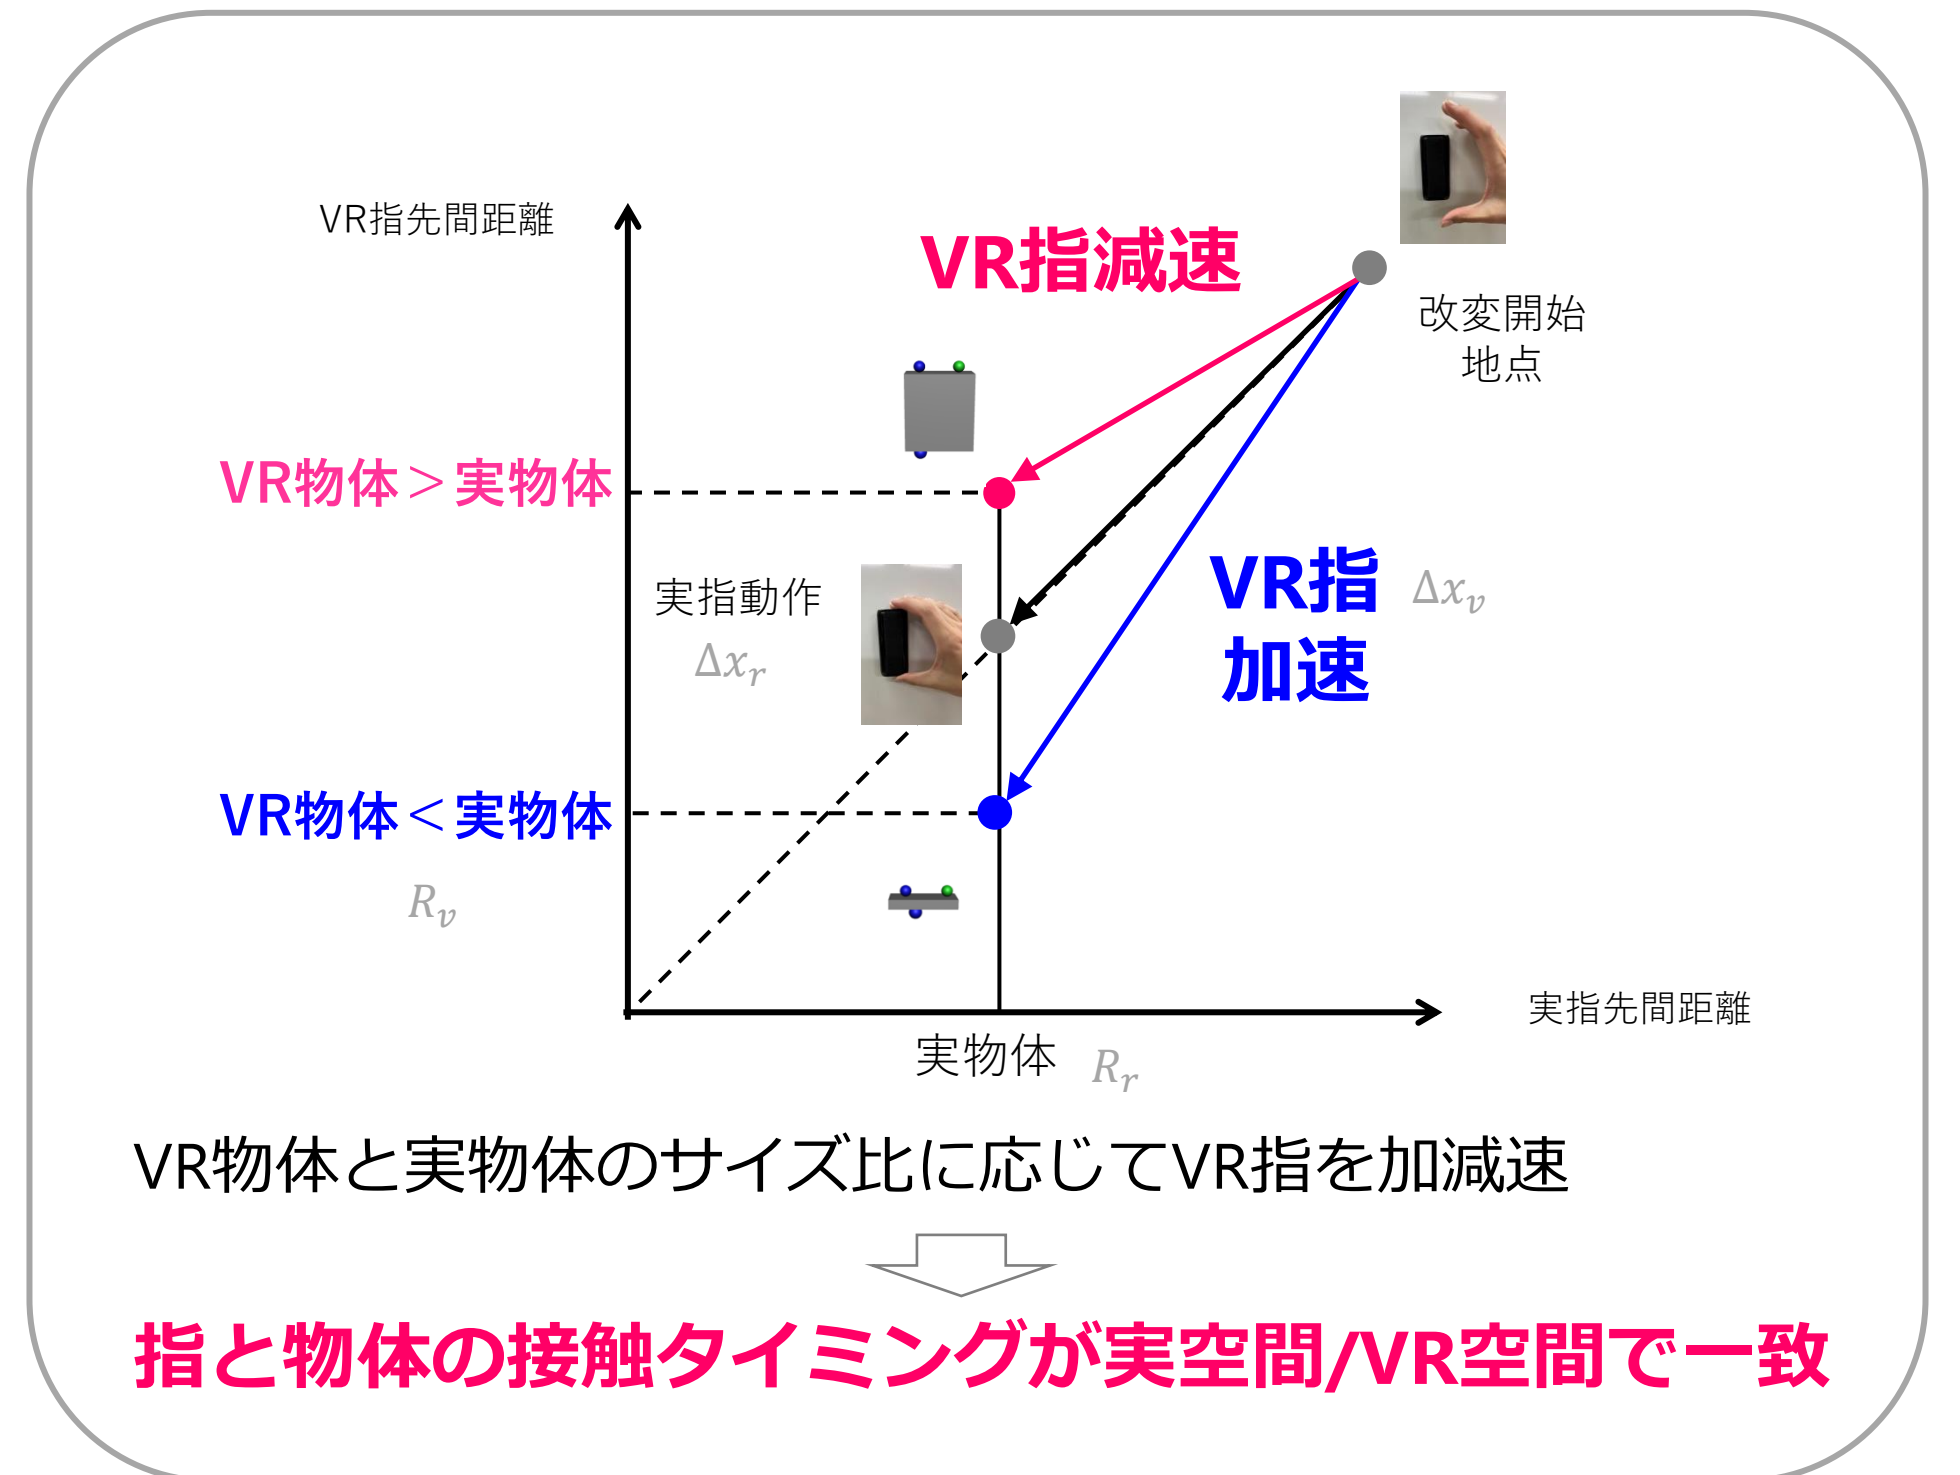 VR指先間距離
VR指減速
改変開始
地点
VR物体＞実物体
実指動作
Δx_r
VR指
加速
Δx_v
VR物体＜実物体
R_v
実指先間距離
実物体
R_r
VR物体と実物体のサイズ比に応じてVR指を加減速
指と物体の接触タイミングが実空間/VR空間で一致